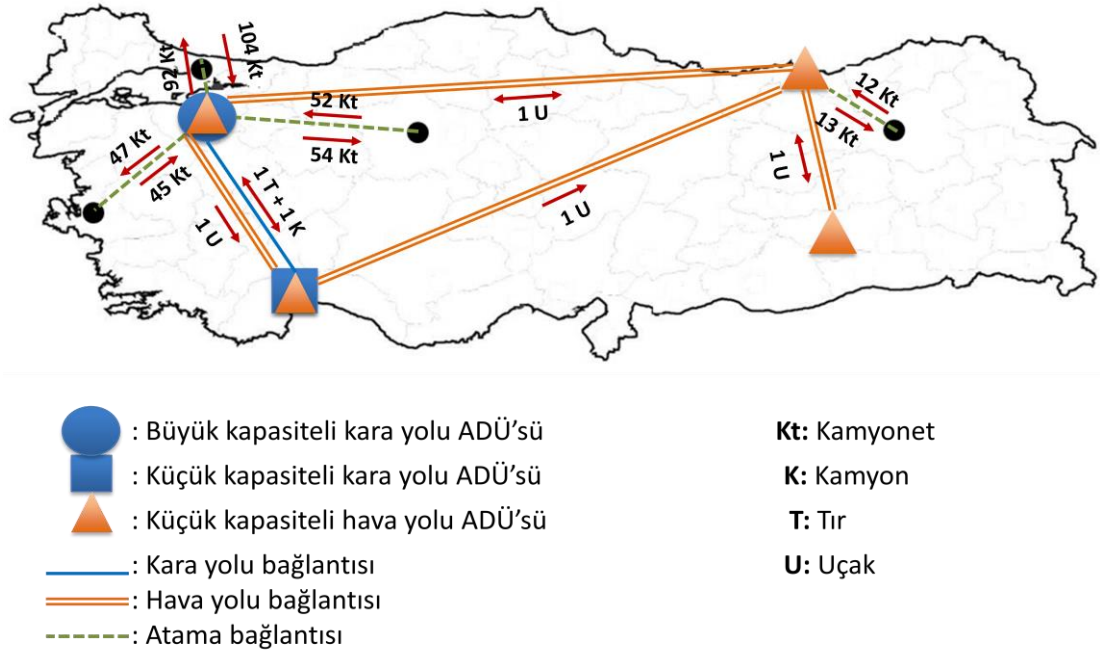 104 Kt
92 Kt
52 Kt
54 Kt
1 U
12 Kt
13 Kt
47 Kt
45 Kt
1 T + 1 K
1 U
1 U
1 U
: Büyük kapasiteli kara yolu ADÜ'sü
: Küçük kapasiteli kara yolu ADÜ'sü
: Küçük kapasiteli hava yolu ADÜ'sü
: Kara yolu bağlantısı
: Hava yolu bağlantısı
: Atama bağlantısı
Kt: Kamyonet
K: Kamyon
T: Tır
U: Uçak